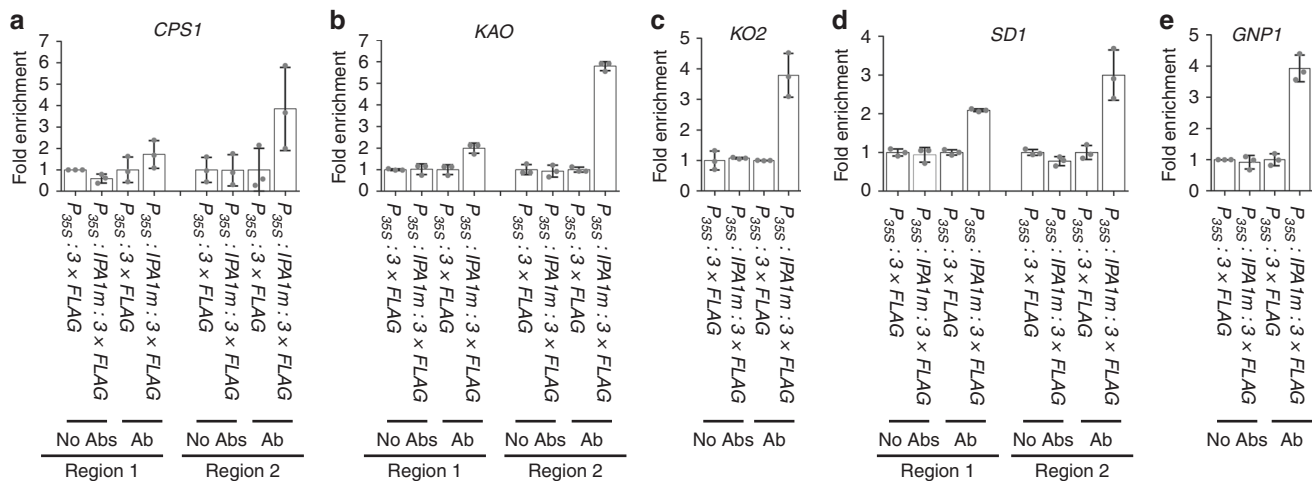 a
CPS1
Fold enrichment
7
6
5
4
3
2
1
0
P35S : 3 × FLAG
P35S : IPA1m : 3 × FLAG
P35S : 3 × FLAG
P35S : IPA1m : 3 × FLAG
P35S : 3 × FLAG
P35S : IPA1m : 3 × FLAG
P35S : 3 × FLAG
P35S : IPA1m : 3 × FLAG
No Abs
Ab
No Abs
Ab
Region 1
Region 2
b
KAO
Fold enrichment
7
6
5
4
3
2
1
0
P35S : 3 × FLAG
P35S : IPA1m : 3 × FLAG
P35S : 3 × FLAG
P35S : IPA1m : 3 × FLAG
P35S : 3 × FLAG
P35S : IPA1m : 3 × FLAG
P35S : 3 × FLAG
P35S : IPA1m : 3 × FLAG
No Abs
Ab
No Abs
Ab
Region 1
Region 2
c
KO2
Fold enrichment
5
4
3
2
1
0
P35S : 3 × FLAG
P35S : IPA1m : 3 × FLAG
P35S : 3 × FLAG
P35S : IPA1m : 3 × FLAG
No Abs
Ab
d
SD1
Fold enrichment
4
3
2
1
0
P35S : 3 × FLAG
P35S : IPA1m : 3 × FLAG
P35S : 3 × FLAG
P35S : IPA1m : 3 × FLAG
P35S : 3 × FLAG
P35S : IPA1m : 3 × FLAG
P35S : 3 × FLAG
P35S : IPA1m : 3 × FLAG
No Abs
Ab
No Abs
Ab
Region 1
Region 2
e
GNP1
Fold enrichment
5
4
3
2
1
0
P35S : 3 × FLAG
P35S : IPA1m : 3 × FLAG
P35S : 3 × FLAG
P35S : IPA1m : 3 × FLAG
No Abs
Ab